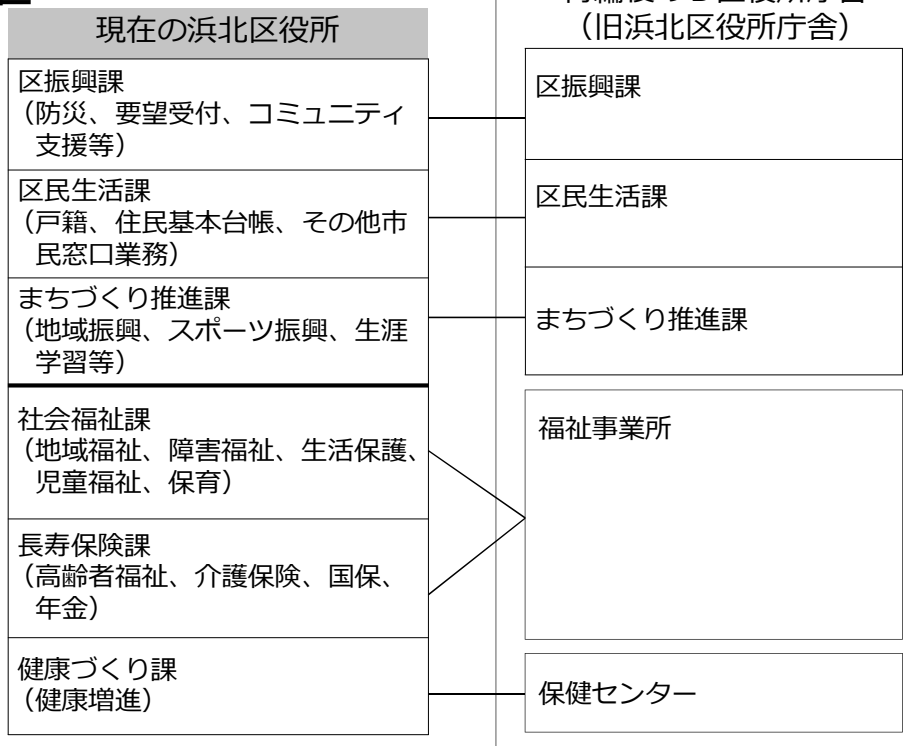 現在の浜北区役所
(旧浜北区役所庁舎)
区振興課
(防災、要望受付、コミュニティ
支援等)
区振興課
区民生活課
(戸籍、住民基本台帳、その他市
民窓口業務)
区民生活課
まちづくり推進課
(地域振興、スポーツ振興、生涯
学習等)
まちづくり推進課
社会福祉課
(地域福祉、障害福祉、生活保護、
児童福祉、保育)
福祉事業所
長寿保険課
(高齢者福祉、介護保険、国保、
年金)
健康づくり課
(健康増進)
保健センター